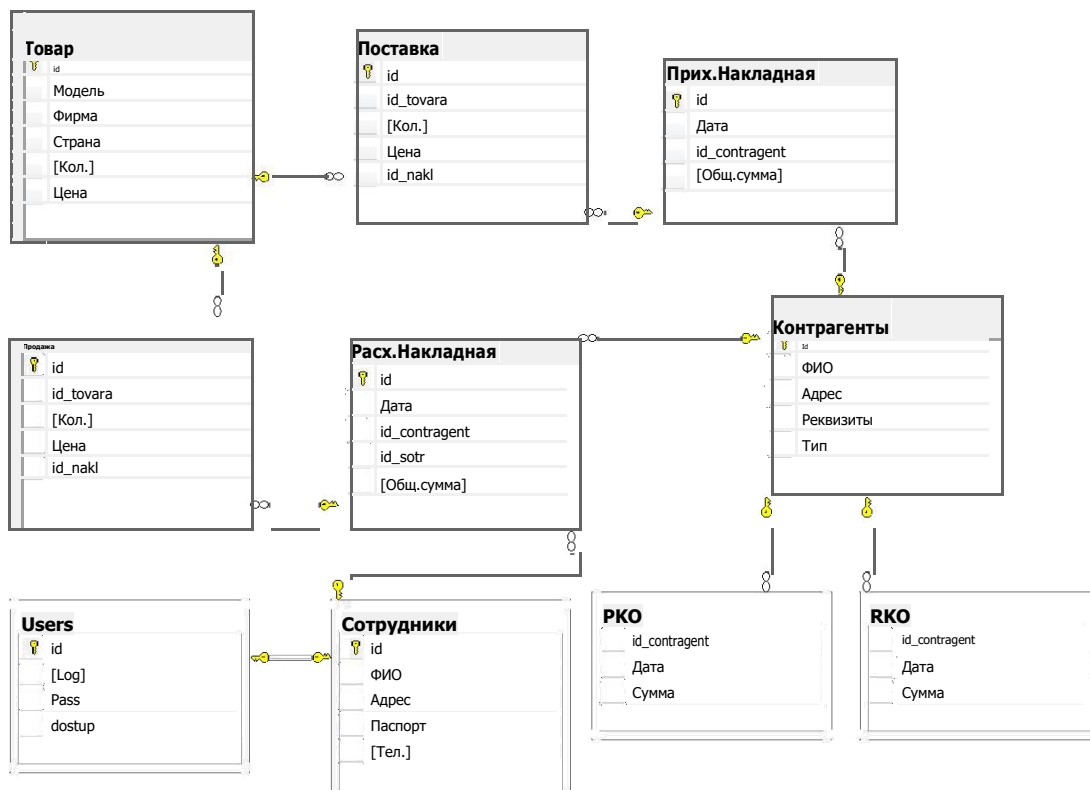 Товар
id
Модель
Фирма
Страна
[Кол.]
Цена
Поставка
id
id_tovara
[Кол.]
Цена
id_nakl
Прих.Накладная
id
Дата
id_contragent
[Общ.сумма]
Продажа
id
id_tovara
[Кол.]
Цена
id_nakl
Расх.Накладная
id
Дата
id_contragent
id_sotr
[Общ.сумма]
Контрагенты
Id
ФИО
Адрес
Реквизиты
Тип
Users
id
[Log]
Pass
dostup
Сотрудники
id
ФИО
Адрес
Паспорт
[Тел.]
PKO
id_contragent
Дата
Сумма
RKO
id_contragent
Дата
Сумма